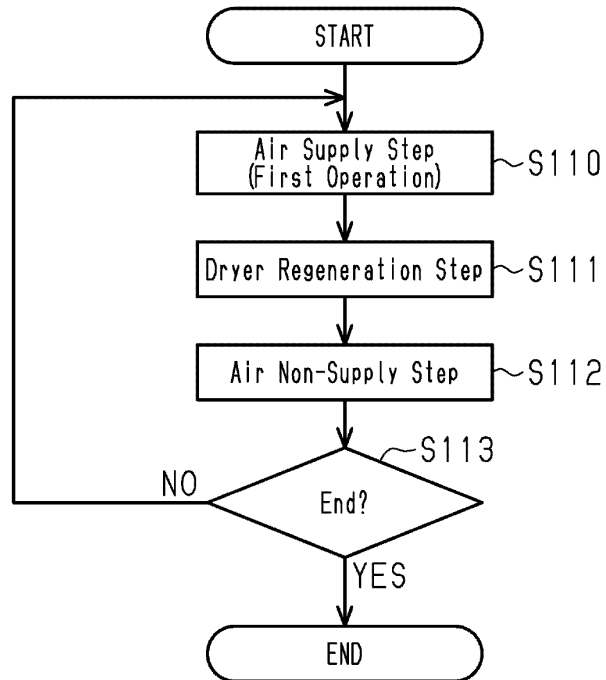 START
Air Supply Step
(First Operation)
S110
Dryer Regeneration Step
S111
Air Non-Supply Step
S112
S113
End?
NO
YES
END